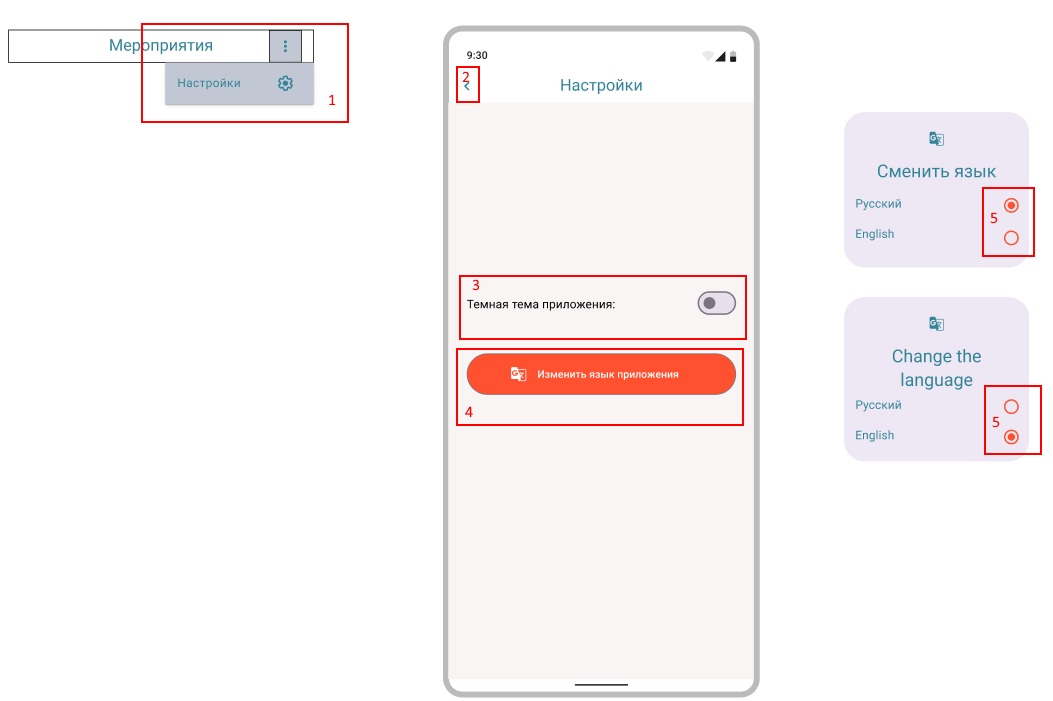 Мероприятия
Настройки
1
9:30
2
Настройки
3
Темная тема приложения:
Изменить язык приложения
4
Сменить язык
Русский
5
English
Change the
language
Русский
5
English